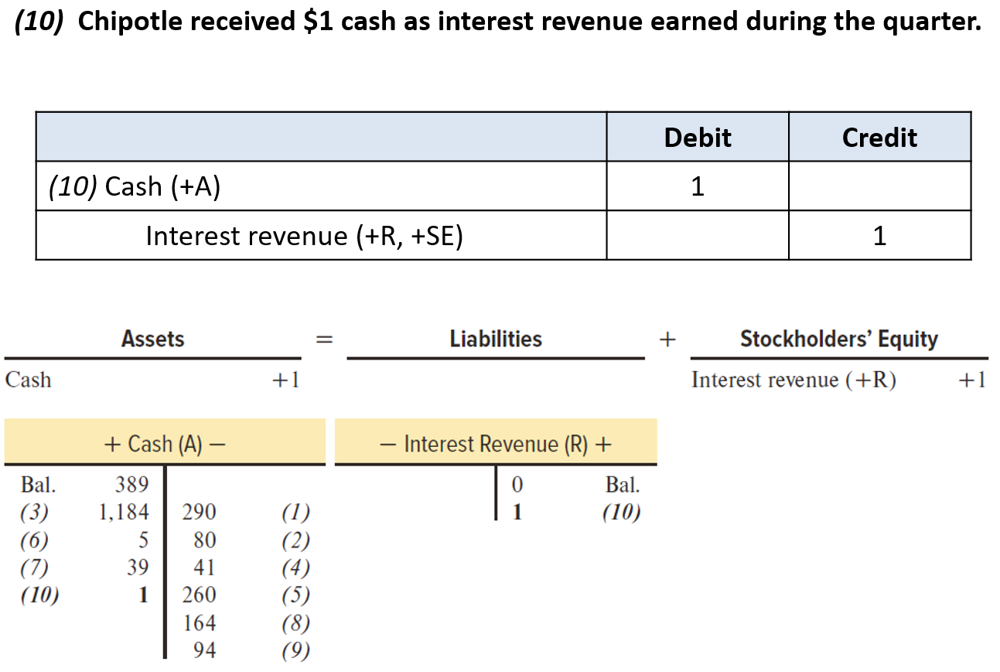 (10) Chipotle received $1 cash as interest revenue earned during the quarter.
Debit Credit
(10) Cash (+A) 1
Interest revenue (+R, +SE) 1
Assets = Liabilities + Stockholders’ Equity
Cash +1 Interest revenue (+R) +1
+ Cash (A) − − Interest Revenue (R) +
Bal. 389 0 Bal.
(3) 1,184 290 (1) 1 (10)
(6) 5 80 (2)
(7) 39 41 (4)
(10) 1 260 (5)
164 (8)
94 (9)